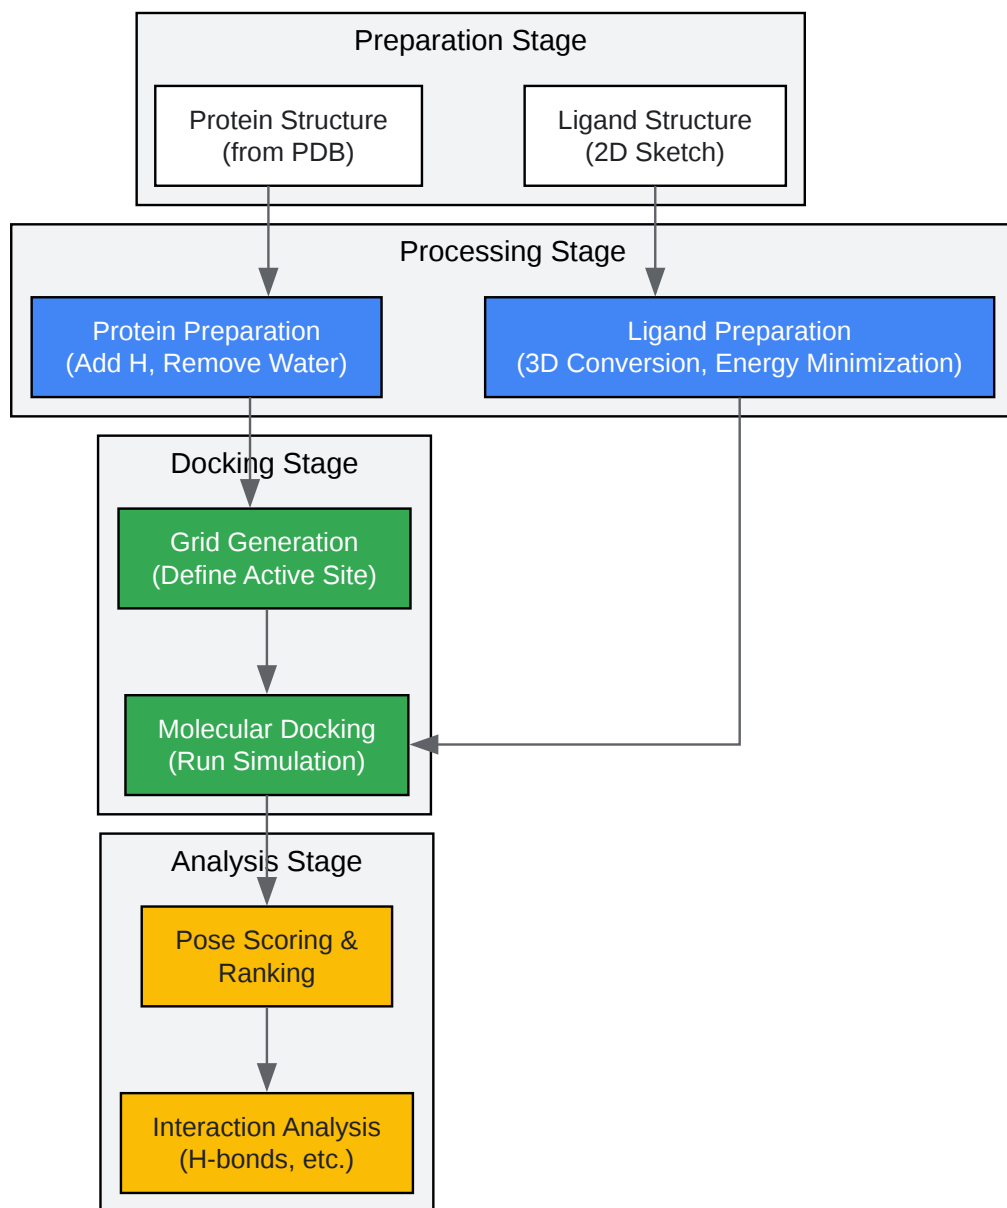 Preparation Stage
Protein Structure
(from PDB)
Ligand Structure
(2D Sketch)
Processing Stage
Protein Preparation
(Add H, Remove Water)
Ligand Preparation
(3D Conversion, Energy Minimization)
Docking Stage
Grid Generation
(Define Active Site)
Molecular Docking
(Run Simulation)
Analysis Stage
Pose Scoring &
Ranking
Interaction Analysis
(H-bonds, etc.)